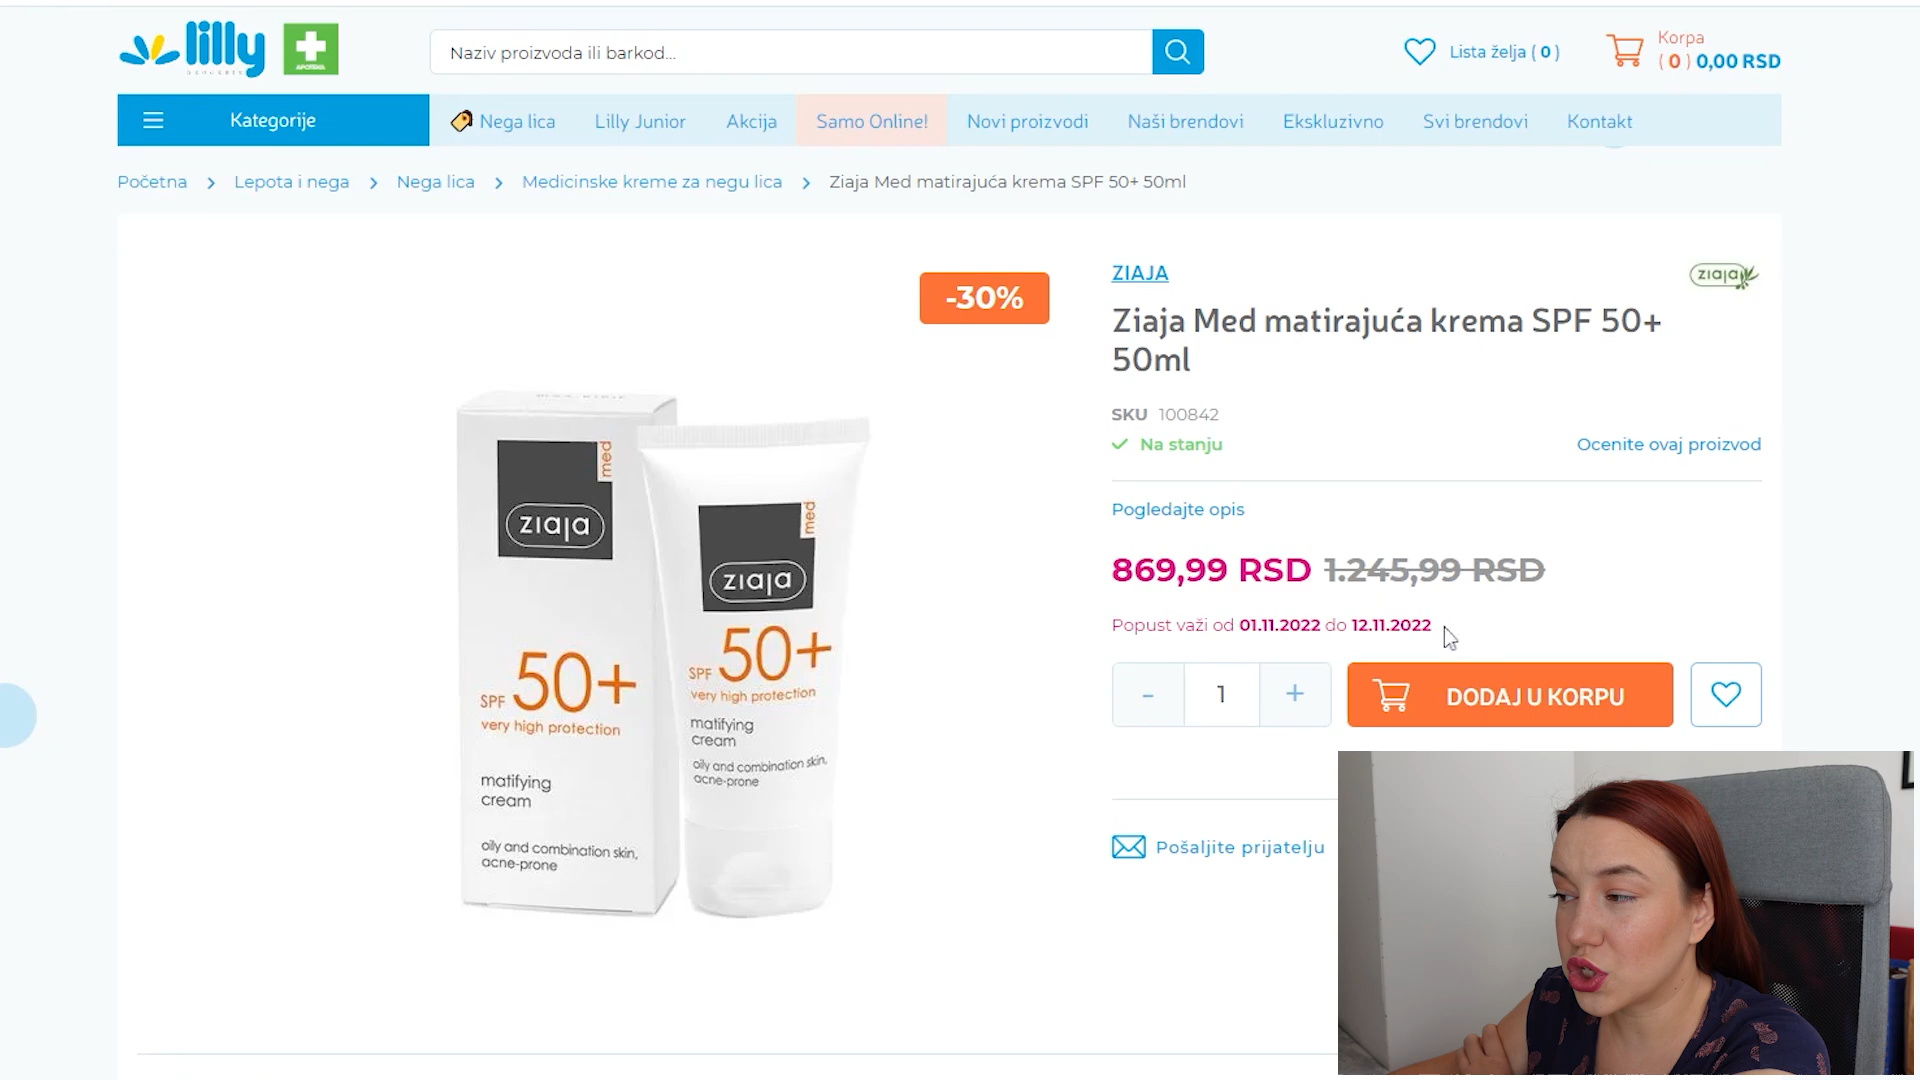 lilly
APOTEKA
Naziv proizvoda ili barkod...
Lista želja ( 0 )
Korpa
( 0 ) 0,00 RSD
Kategorije
Nega lica
Lilly Junior
Akcija
Samo Online!
Novi proizvodi
Naši brendovi
Ekskluzivno
Svi brendovi
Kontakt
Početna > Lepota i nega > Nega lica > Medicinske kreme za negu lica > Ziaja Med matirajuća krema SPF 50+ 50ml
-30%
ZIAJA
ziaja
Ziaja Med matirajuća krema SPF 50+
50ml
SKU 100842
Na stanju
Ocenite ovaj proizvod
Pogledajte opis
869,99 RSD 1.245,99 RSD
Popust važi od 01.11.2022 do 12.11.2022
- 1 +
DODAJ U KORPU
Pošaljite prijatelju
med
ziaja
SPF 50+
very high protection
matifying
cream
oily and combination skin,
acne-prone
med
ziaja
SPF 50+
very high protection
matifying
cream
oily and combination skin,
acne-prone